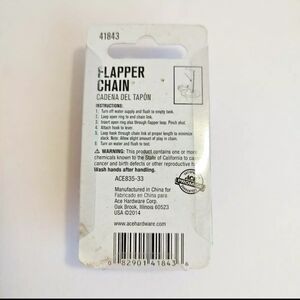 41843
FLAPPER
CHAIN
CADENA DEL TAPÓN
INSTRUCTIONS:
1. Turn off water supply and flush to empty tank.
2. Loop open ring to end chain link.
3. Insert open ring also through flapper loop. Pinch shut.
4. Attach hook to lever.
5. Loop hook through chain link at proper length to minimize
slack. Note: Allow slight amount of play in chain.
6. Turn on water and flush to test.
WARNING: This product contains one or more
chemicals known to the State of California to ca
cancer and birth defects or other reproductive h
Wash hands after handling.
ACE835-33
Manufactured in China for
Fabricado en China para
Ace Hardware Corp.
Oak Brook, Illinois 60523
USA ©2014
www.acehardware.com
0 82901 41843 6